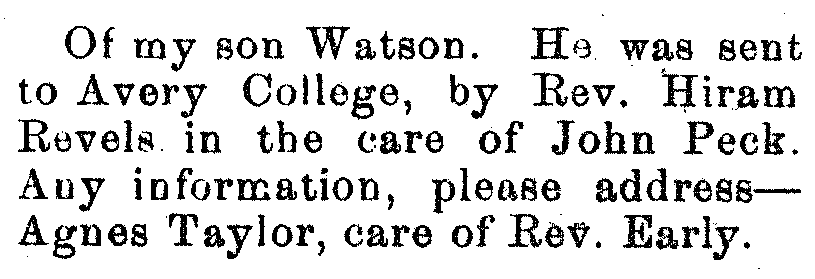 Of my son Watson. He was sent
to Avery College, by Rev. Hiram
Revels in the care of John Peck.
Any information, please address—
Agnes Taylor, care of Rev. Early.